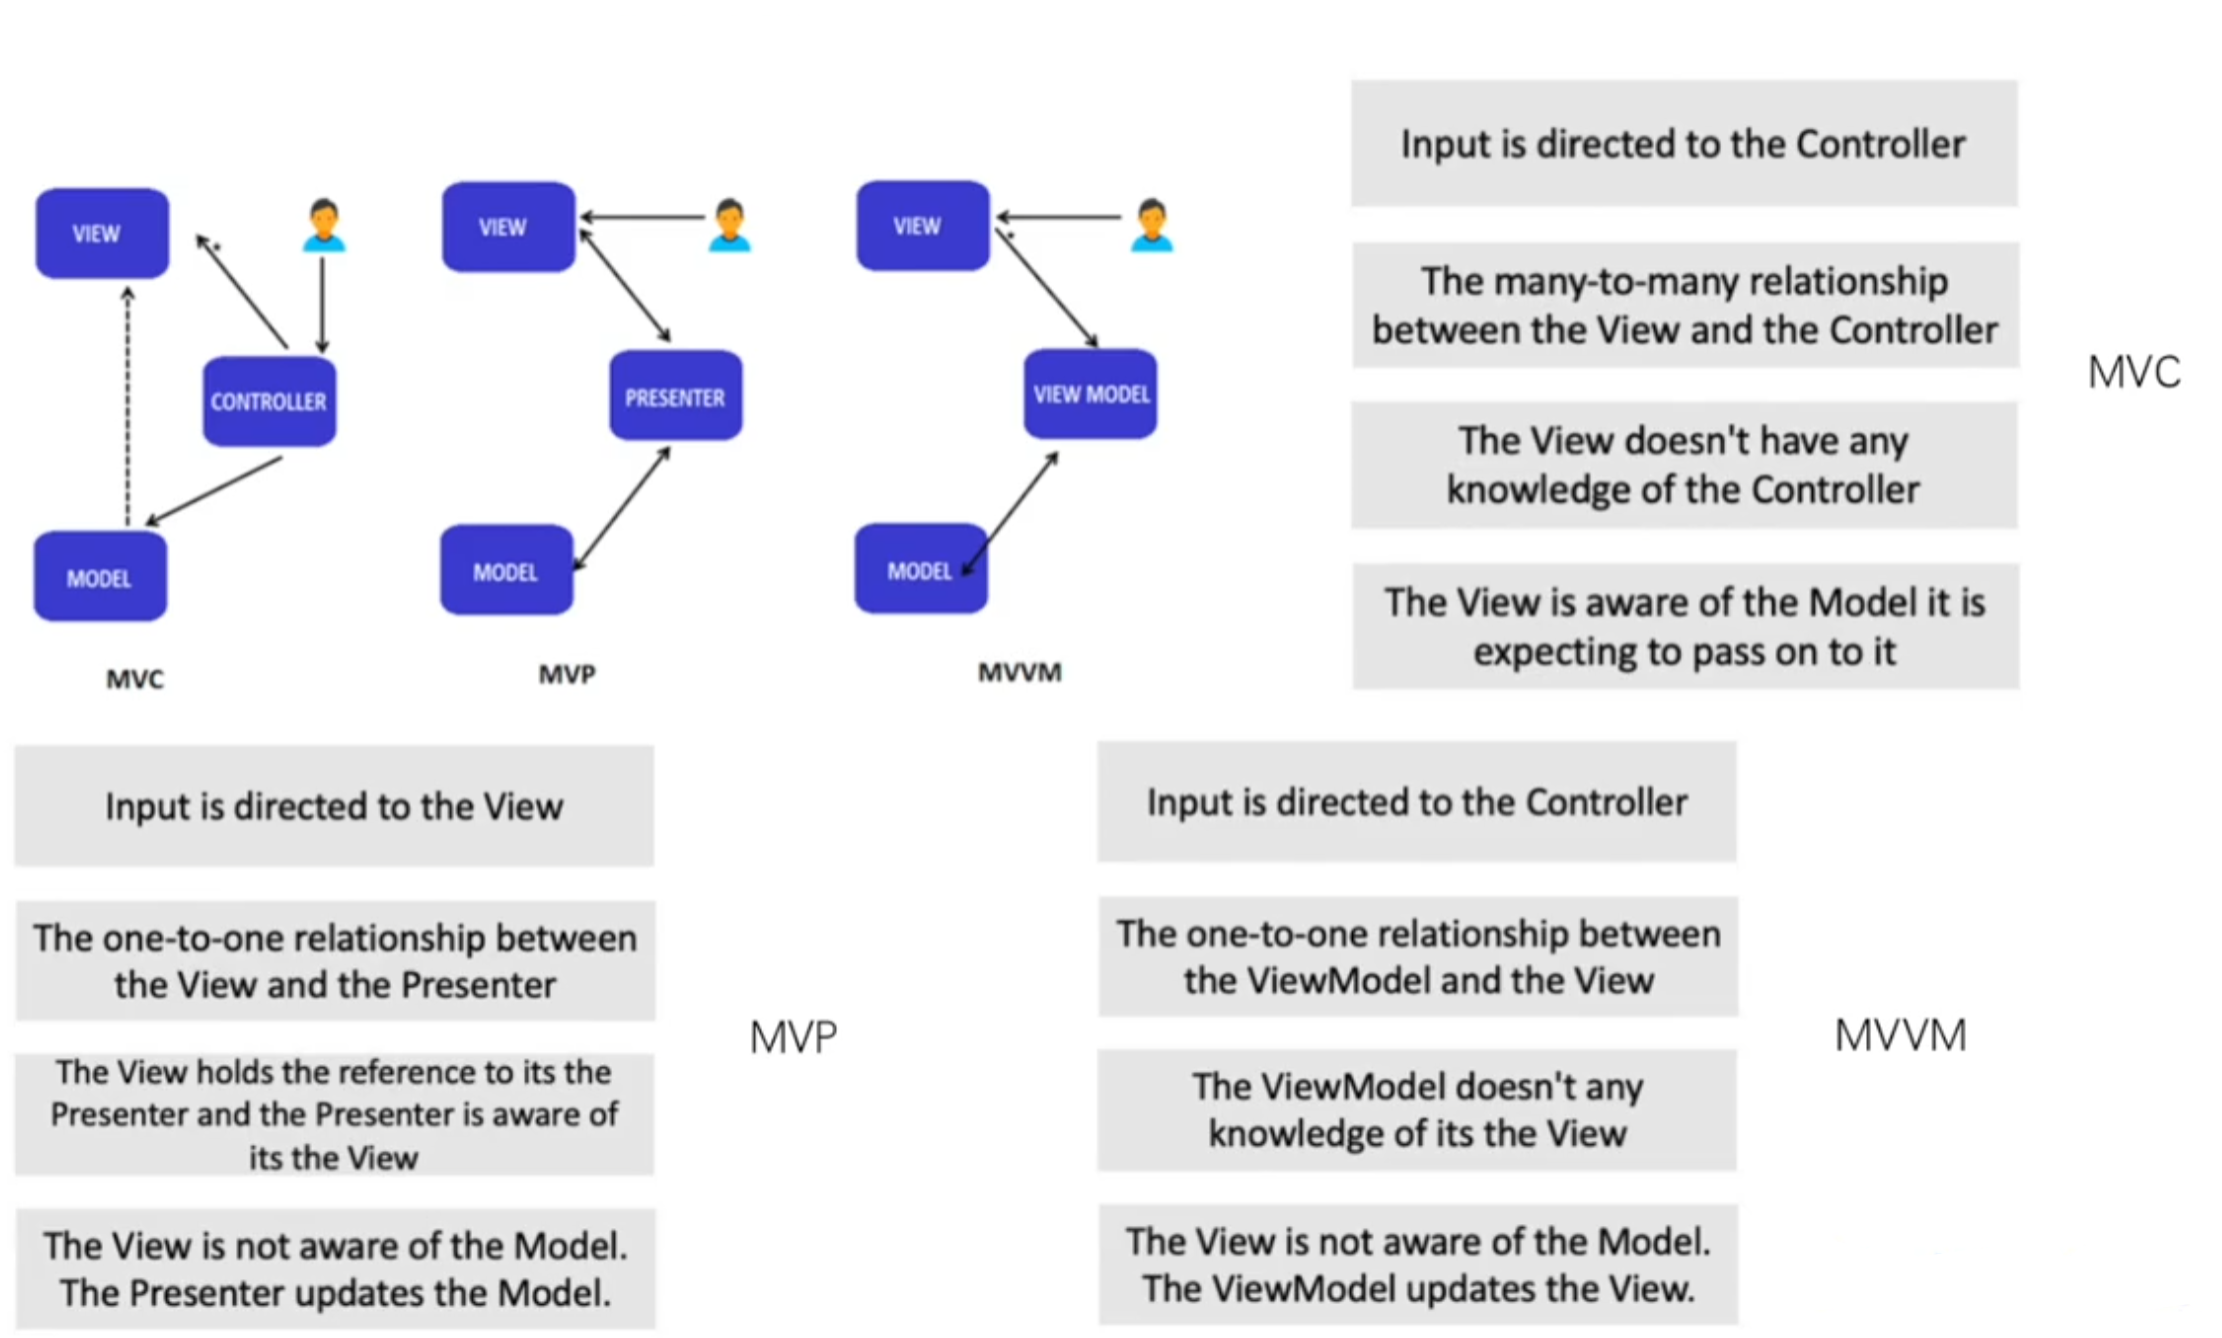 VIEW
CONTROLLER
MODEL
MVC
VIEW
PRESENTER
MODEL
MVP
VIEW
VIEW MODEL
MODEL
MVVM
Input is directed to the Controller
The many-to-many relationship
between the View and the Controller
The View doesn't have any
knowledge of the Controller
The View is aware of the Model it is
expecting to pass on to it
MVC
Input is directed to the View
The one-to-one relationship between
the View and the Presenter
The View holds the reference to its the
Presenter and the Presenter is aware of
its the View
The View is not aware of the Model.
The Presenter updates the Model.
MVP
Input is directed to the Controller
The one-to-one relationship between
the ViewModel and the View
The ViewModel doesn't any
knowledge of its the View
The View is not aware of the Model.
The ViewModel updates the View.
MVVM